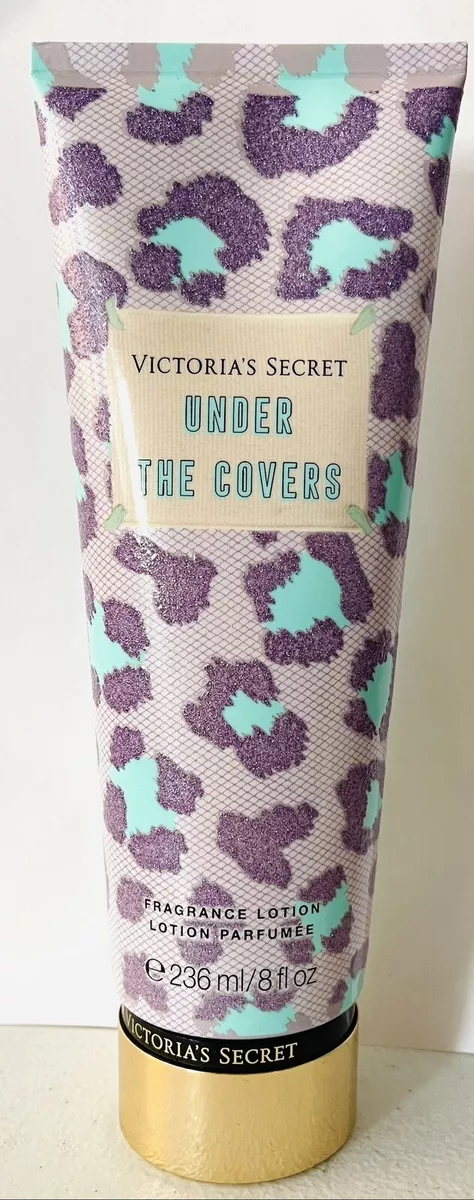 VICTORIA'S SECRET
UNDER
THE COVERS
FRAGRANCE LOTION
LOTION PARFUMÉE
℮ 236 ml/8 fl oz
VICTORIA'S SECRET